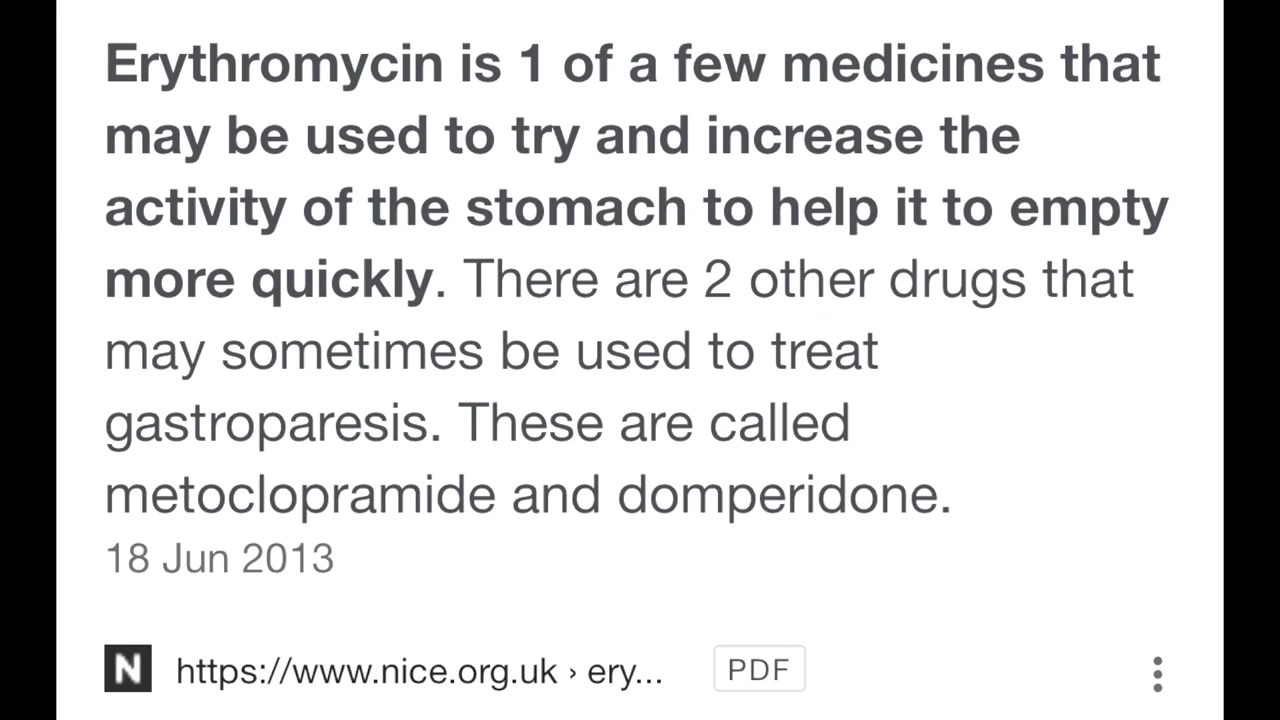 Erythromycin is 1 of a few medicines that
may be used to try and increase the
activity of the stomach to help it to empty
more quickly. There are 2 other drugs that
may sometimes be used to treat
gastroparesis. These are called
metoclopramide and domperidone.
18 Jun 2013
N https://www.nice.org.uk › ery... PDF